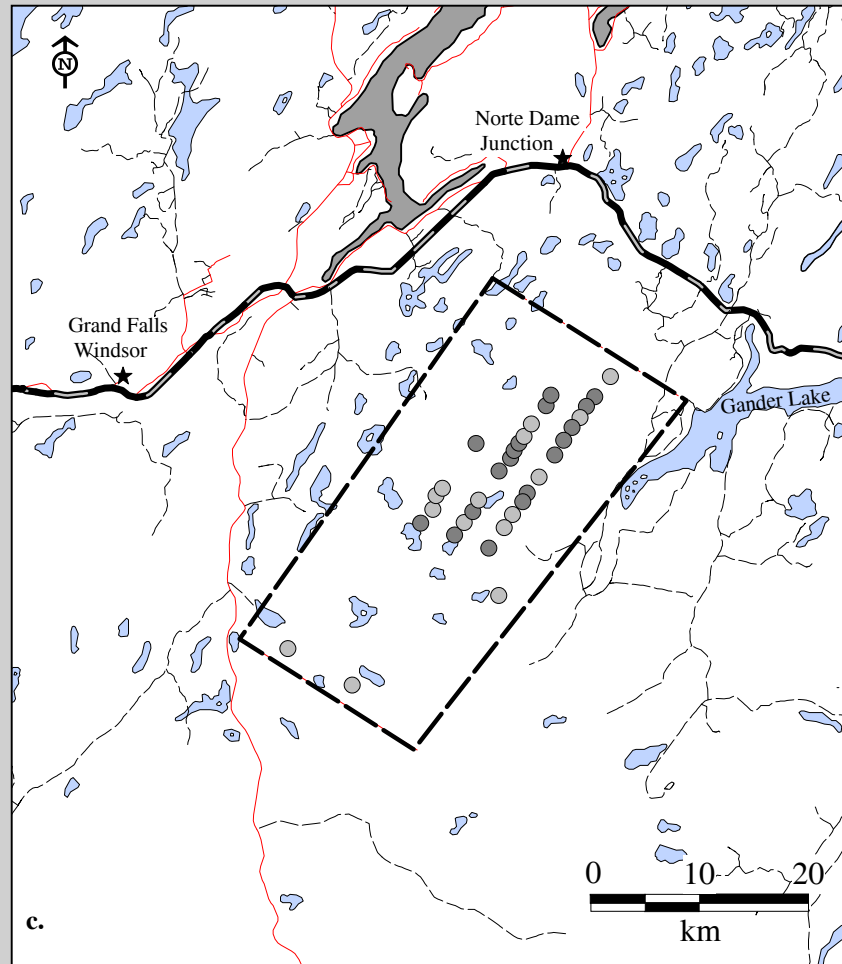 N
Norte Dame
Junction
Grand Falls
Windsor
Gander Lake
0 10 20
km
c.